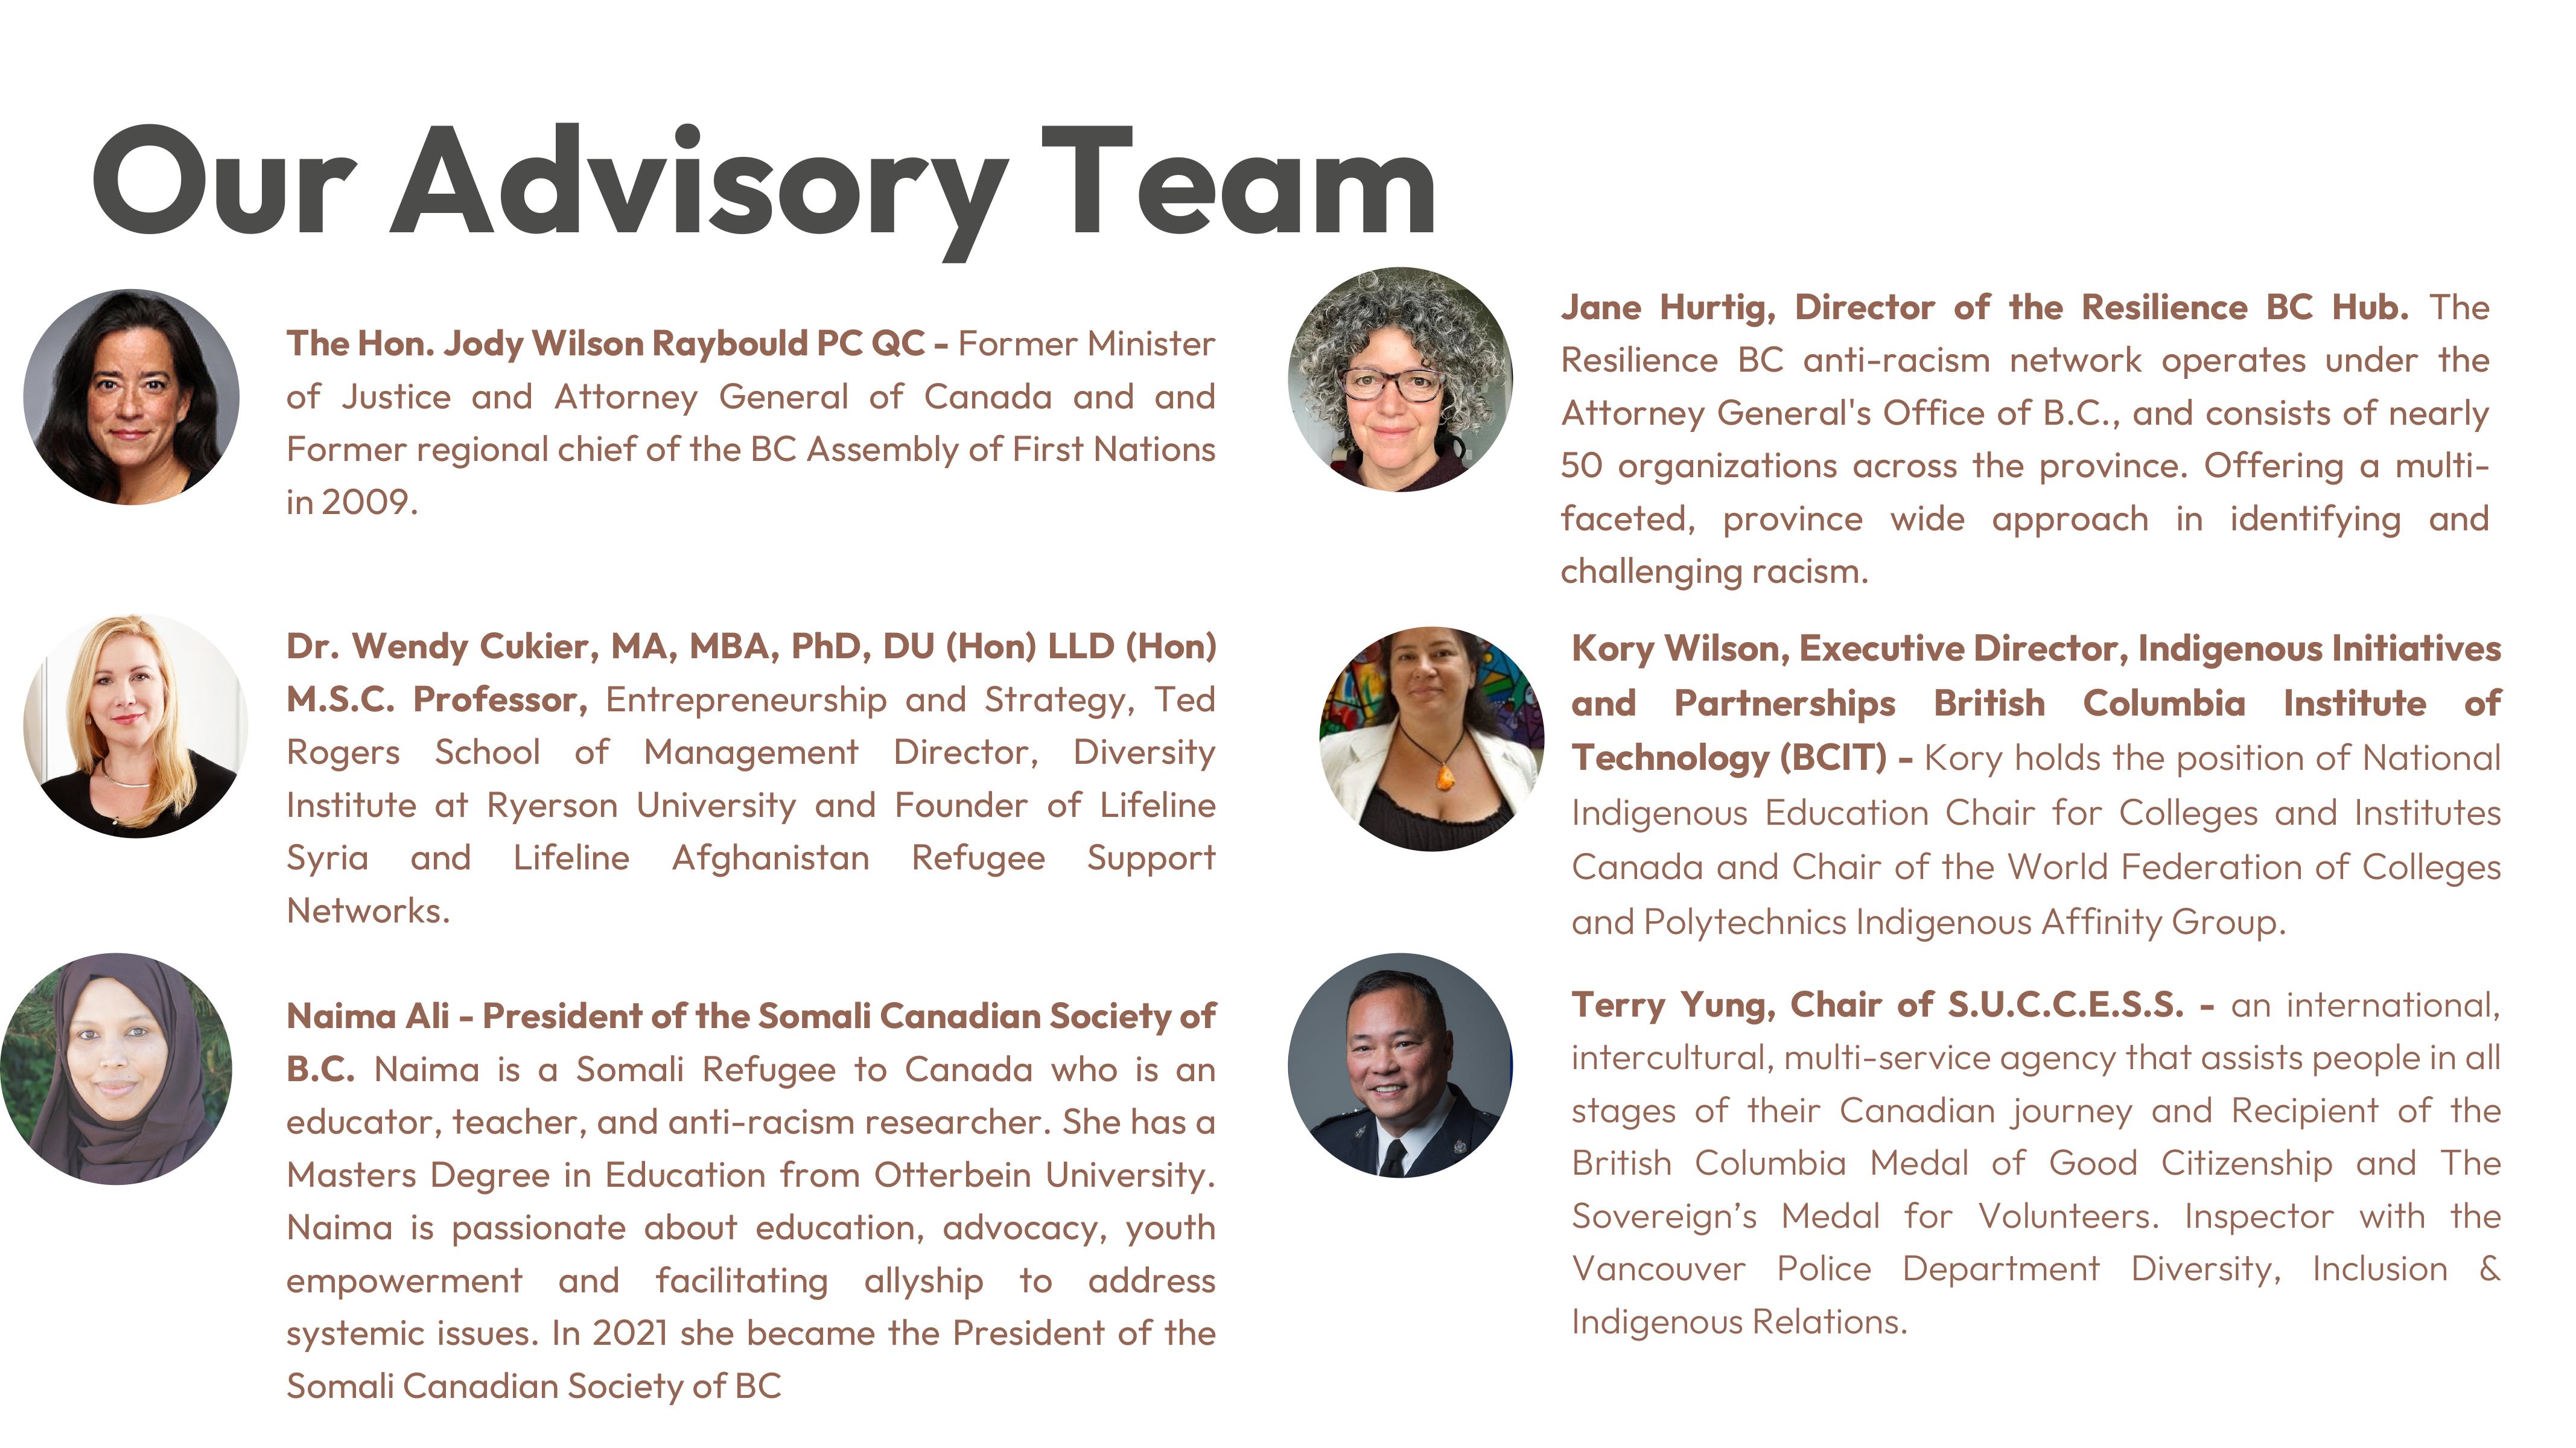 Our Advisory Team
The Hon. Jody Wilson Raybould PC QC - Former Minister
of Justice and Attorney General of Canada and and
Former regional chief of the BC Assembly of First Nations
in 2009.
Dr. Wendy Cukier, MA, MBA, PhD, DU (Hon) LLD (Hon)
M.S.C. Professor, Entrepreneurship and Strategy, Ted
Rogers School of Management Director, Diversity
Institute at Ryerson University and Founder of Lifeline
Syria and Lifeline Afghanistan Refugee Support
Networks.
Naima Ali - President of the Somali Canadian Society of
B.C. Naima is a Somali Refugee to Canada who is an
educator, teacher, and anti-racism researcher. She has a
Masters Degree in Education from Otterbein University.
Naima is passionate about education, advocacy, youth
empowerment and facilitating allyship to address
systemic issues. In 2021 she became the President of the
Somali Canadian Society of BC
Jane Hurtig, Director of the Resilience BC Hub. The
Resilience BC anti-racism network operates under the
Attorney General's Office of B.C., and consists of nearly
50 organizations across the province. Offering a multi-
faceted, province wide approach in identifying and
challenging racism.
Kory Wilson, Executive Director, Indigenous Initiatives
and Partnerships British Columbia Institute of
Technology (BCIT) - Kory holds the position of National
Indigenous Education Chair for Colleges and Institutes
Canada and Chair of the World Federation of Colleges
and Polytechnics Indigenous Affinity Group.
Terry Yung, Chair of S.U.C.C.E.S.S. - an international,
intercultural, multi-service agency that assists people in all
stages of their Canadian journey and Recipient of the
British Columbia Medal of Good Citizenship and The
Sovereign’s Medal for Volunteers. Inspector with the
Vancouver Police Department Diversity, Inclusion &
Indigenous Relations.